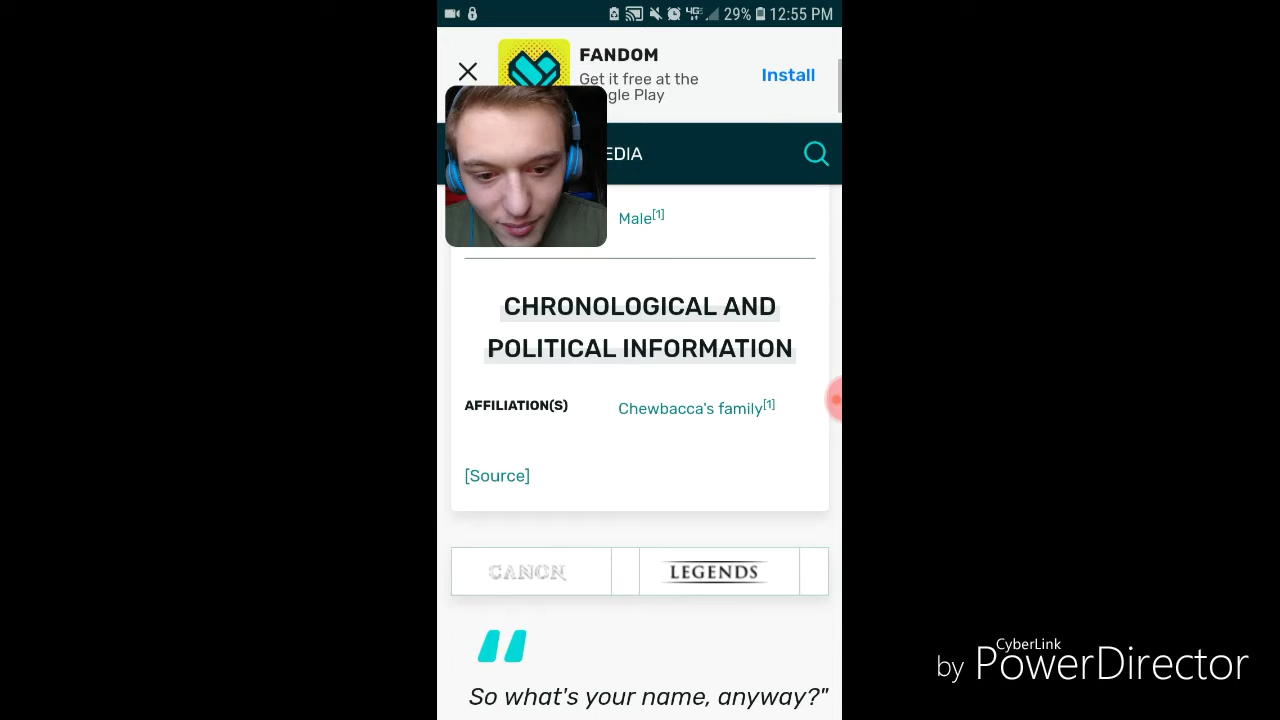 29% 12:55 PM
FANDOM
Get it free at the
gle Play
Install
EDIA
Male[1]
CHRONOLOGICAL AND
POLITICAL INFORMATION
AFFILIATION(S)
Chewbacca's family[1]
[Source]
CANON
LEGENDS
So what's your name, anyway?"
CyberLink
by PowerDirector